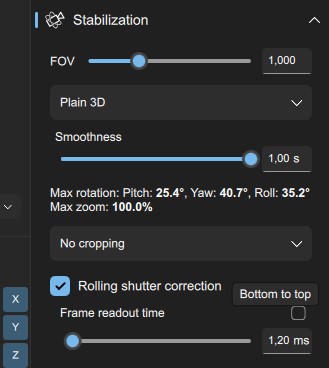 Stabilization
FOV
1,000
Plain 3D
Smoothness
1,00 s
Max rotation: Pitch: 25.4°, Yaw: 40.7°, Roll: 35.2°
Max zoom: 100.0%
No cropping
Rolling shutter correction
Bottom to top
Frame readout time
1,20 ms
X
Y
Z